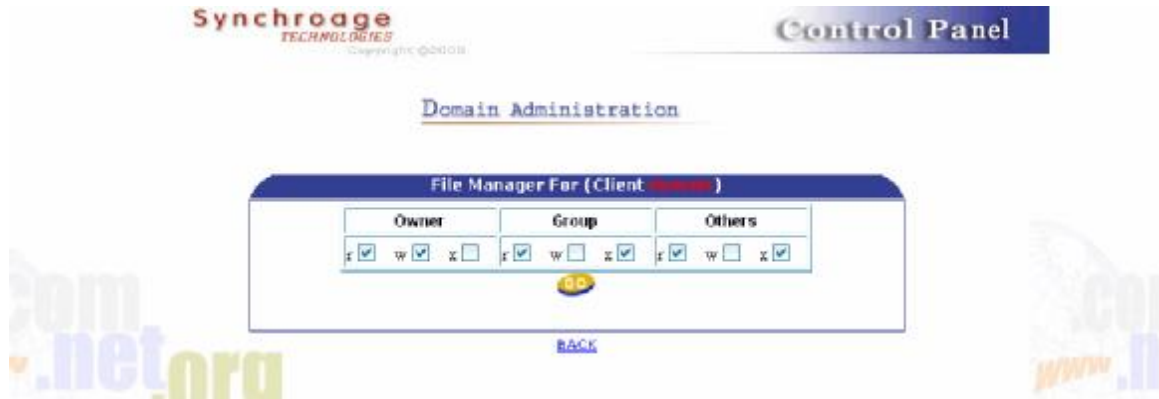 Synchroage
TECHNOLOGIES
Control Panel
Domain Administration
File Manager For (Client )
Owner Group Others
r w x r w x r w x
GO
BACK
.com
.net.org
.com
www .n